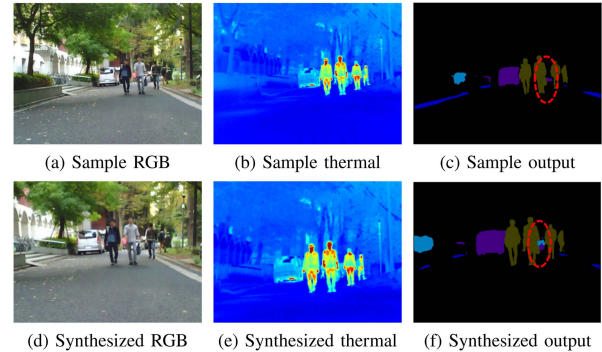 (a) Sample RGB
(b) Sample thermal
(c) Sample output
(d) Synthesized RGB
(e) Synthesized thermal
(f) Synthesized output